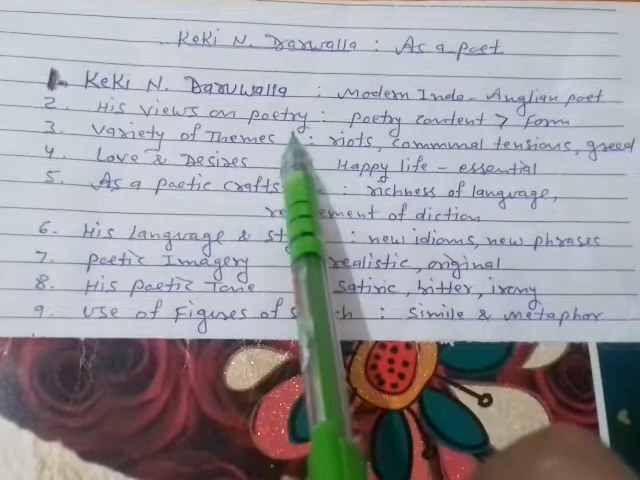 Keki N. Daruwalla : As a poet
1. Keki N. Daruwalla : Modern Indo-Anglian poet
2. His views on poetry : poetry content > form
3. Variety of Themes : riots, communal tensions, greed
4. Love & Desires Happy life - essential
5. As a poetic : richness of language,
of diction
6. His language & : new idioms, new phrases
7. Poetic Imagery realistic, original
8. His poetic Tone satiric, bitter, irony
9. Use of Figures of : simile & metaphor